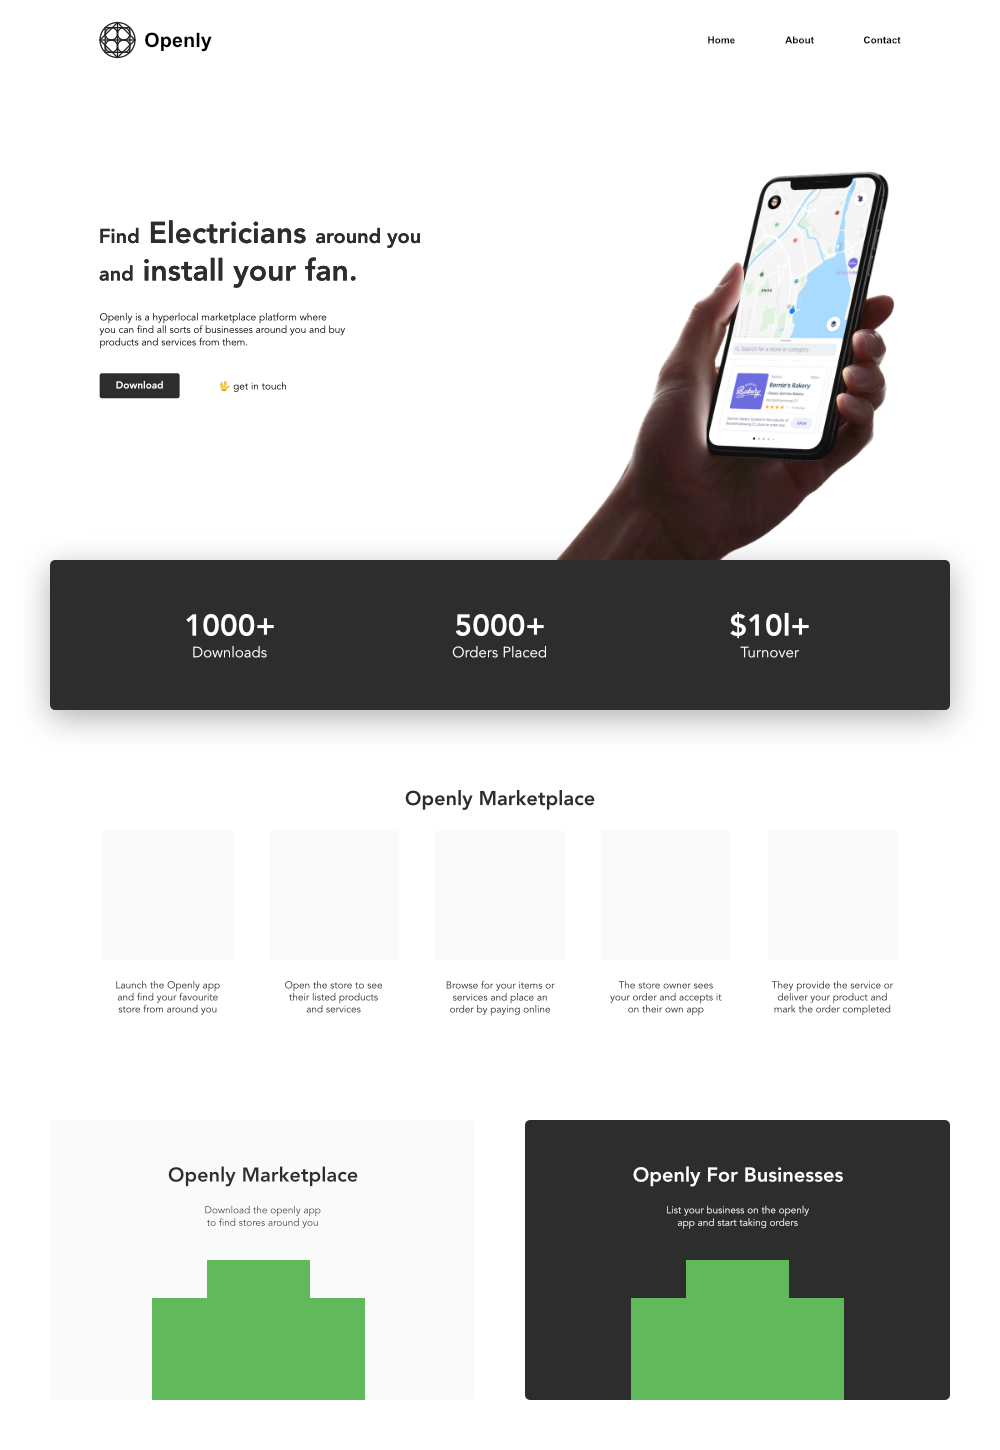 Openly
Home
About
Contact
Find Electricians around you
and install your fan.
Openly is a hyperlocal marketplace platform where
you can find all sorts of businesses around you and buy
products and services from them.
Download
🖖 get in touch
Search for a store or category
Bakery
Bernie's Bakery
OPEN
1000+
Downloads
5000+
Orders Placed
$10l+
Turnover
Openly Marketplace
Launch the Openly app
and find your favourite
store from around you
Open the store to see
their listed products
and services
Browse for your items or
services and place an
order by paying online
The store owner sees
your order and accepts it
on their own app
They provide the service or
deliver your product and
mark the order completed
Openly Marketplace
Download the openly app
to find stores around you
Openly For Businesses
List your business on the openly
app and start taking orders